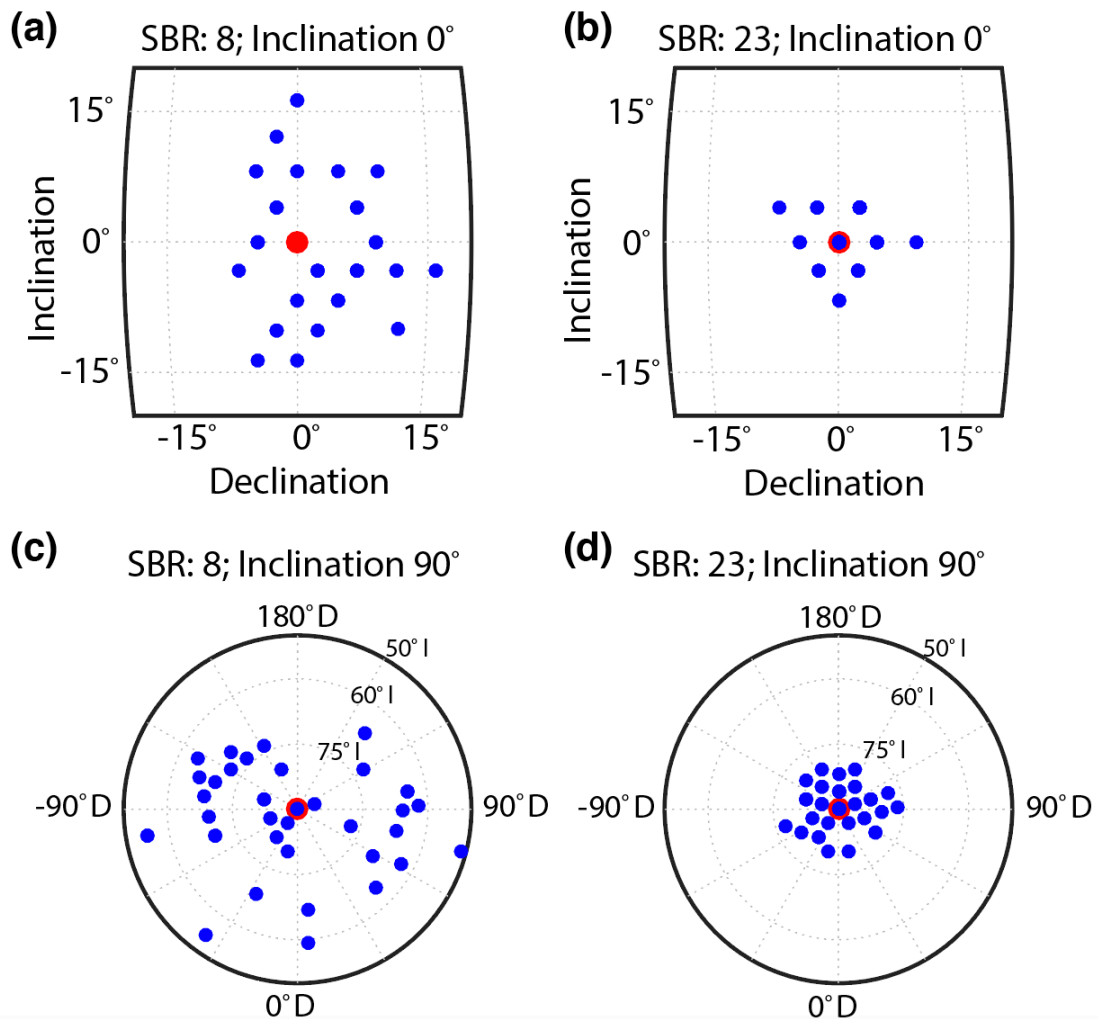 (a)
SBR: 8; Inclination 0°
15°
0°
-15°
Inclination
-15°
0°
15°
Declination
(b)
SBR: 23; Inclination 0°
15°
0°
-15°
Inclination
-15°
0°
15°
Declination
(c)
SBR: 8; Inclination 90°
180°D
50°I
60°I
75°I
-90°D
90°D
0°D
(d)
SBR: 23; Inclination 90°
180°D
50°I
60°I
75°I
-90°D
90°D
0°D